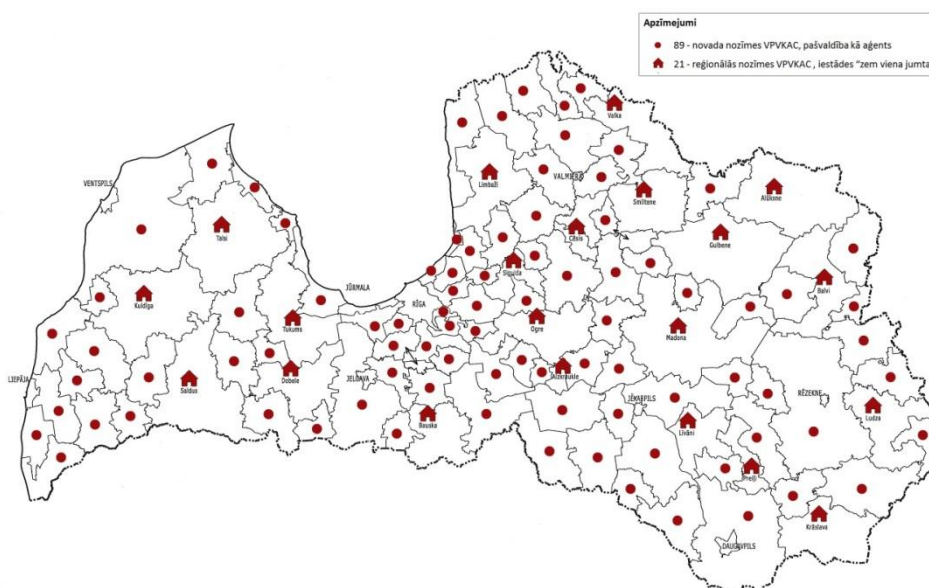 Apzīmejumi
89 - novada nozīmes VPVKAC, pašvaldība kā aģents
21 - reģionālās nozīmes VPVKAC , iestādes "zem viena jumta
Valka
VENTSPILS
Limbaži
VALMIERA
Smiltene
Alūksne
Talsi
Cēsis
Gulbene
Sigulda
Balvi
JŪRMALA
Kuldīga
RĪGA
Tukums
Ogre
Madona
LIEPĀJA
Saldus
Dobele
JELGAVA
Aizkraukle
JĒKABPILS
RĒZEKNE
Ludza
Bauska
Līvāni
Preiļi
Krāslava
DAUGAVPILS